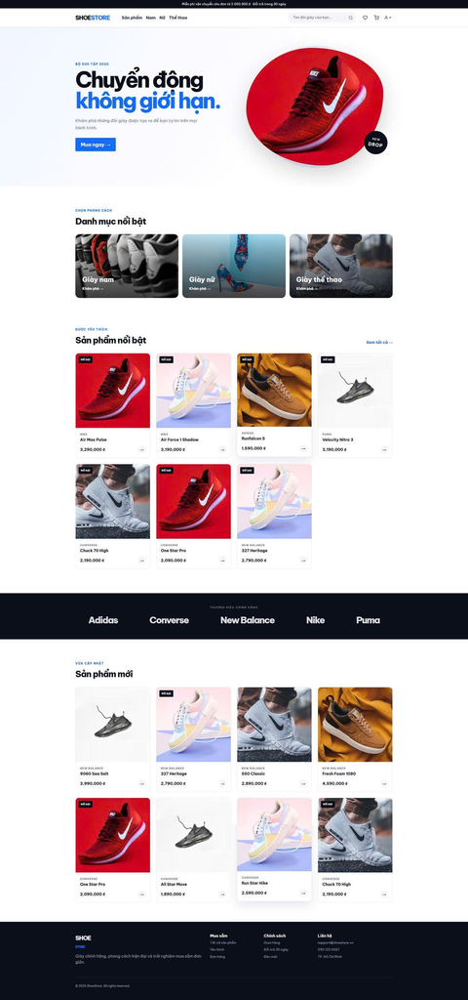 Miễn phí vận chuyển cho đơn từ 2.000.000 đ · Đổi trả trong 30 ngày
SHOESTORE
Sản phẩm
Nam
Nữ
Thể thao
Tìm đôi giày của bạn...
BỘ SƯU TẬP 2026
Chuyển động
không giới hạn.
Khám phá những đôi giày được tạo ra để bạn tự tin trên mọi
hành trình.
Mua ngay →
NEW
DROP
CHỌN PHONG CÁCH
Danh mục nổi bật
Giày nam
Khám phá →
Giày nữ
Khám phá →
Giày thể thao
Khám phá →
ĐƯỢC YÊU THÍCH
Sản phẩm nổi bật
Xem tất cả →
NỔI BẬT
NỔI BẬT
NỔI BẬT
NỔI BẬT
NIKE
Air Max Pulse
3.290.000 đ
NIKE
Air Force 1 Shadow
3.190.000 đ
ADIDAS
Runfalcon 5
1.890.000 đ
PUMA
Velocity Nitro 3
3.190.000 đ
NỔI BẬT
NỔI BẬT
NỔI BẬT
CONVERSE
Chuck 70 High
2.190.000 đ
CONVERSE
One Star Pro
2.090.000 đ
NEW BALANCE
327 Heritage
2.790.000 đ
THƯƠNG HIỆU CHÍNH HÃNG
Adidas
Converse
New Balance
Nike
Puma
VỪA CẬP NHẬT
Sản phẩm mới
NỔI BẬT
NEW BALANCE
9060 Sea Salt
3.990.000 đ
NEW BALANCE
327 Heritage
2.790.000 đ
NEW BALANCE
550 Classic
2.890.000 đ
NEW BALANCE
Fresh Foam 1080
4.590.000 đ
NỔI BẬT
NỔI BẬT
CONVERSE
One Star Pro
2.090.000 đ
CONVERSE
All Star Move
1.890.000 đ
CONVERSE
Run Star Hike
2.590.000 đ
CONVERSE
Chuck 70 High
2.190.000 đ
SHOE
STORE
Giày chính hãng, phong cách hiện đại và trải nghiệm mua sắm đơn
giản.
Mua sắm
Tất cả sản phẩm
Yêu thích
Đơn hàng
Chính sách
Giao hàng
Đổi trả 30 ngày
Bảo mật
Liên hệ
support@shoestore.vn
TP. Hồ Chí Minh
© 2026 ShoeStore. All rights reserved.